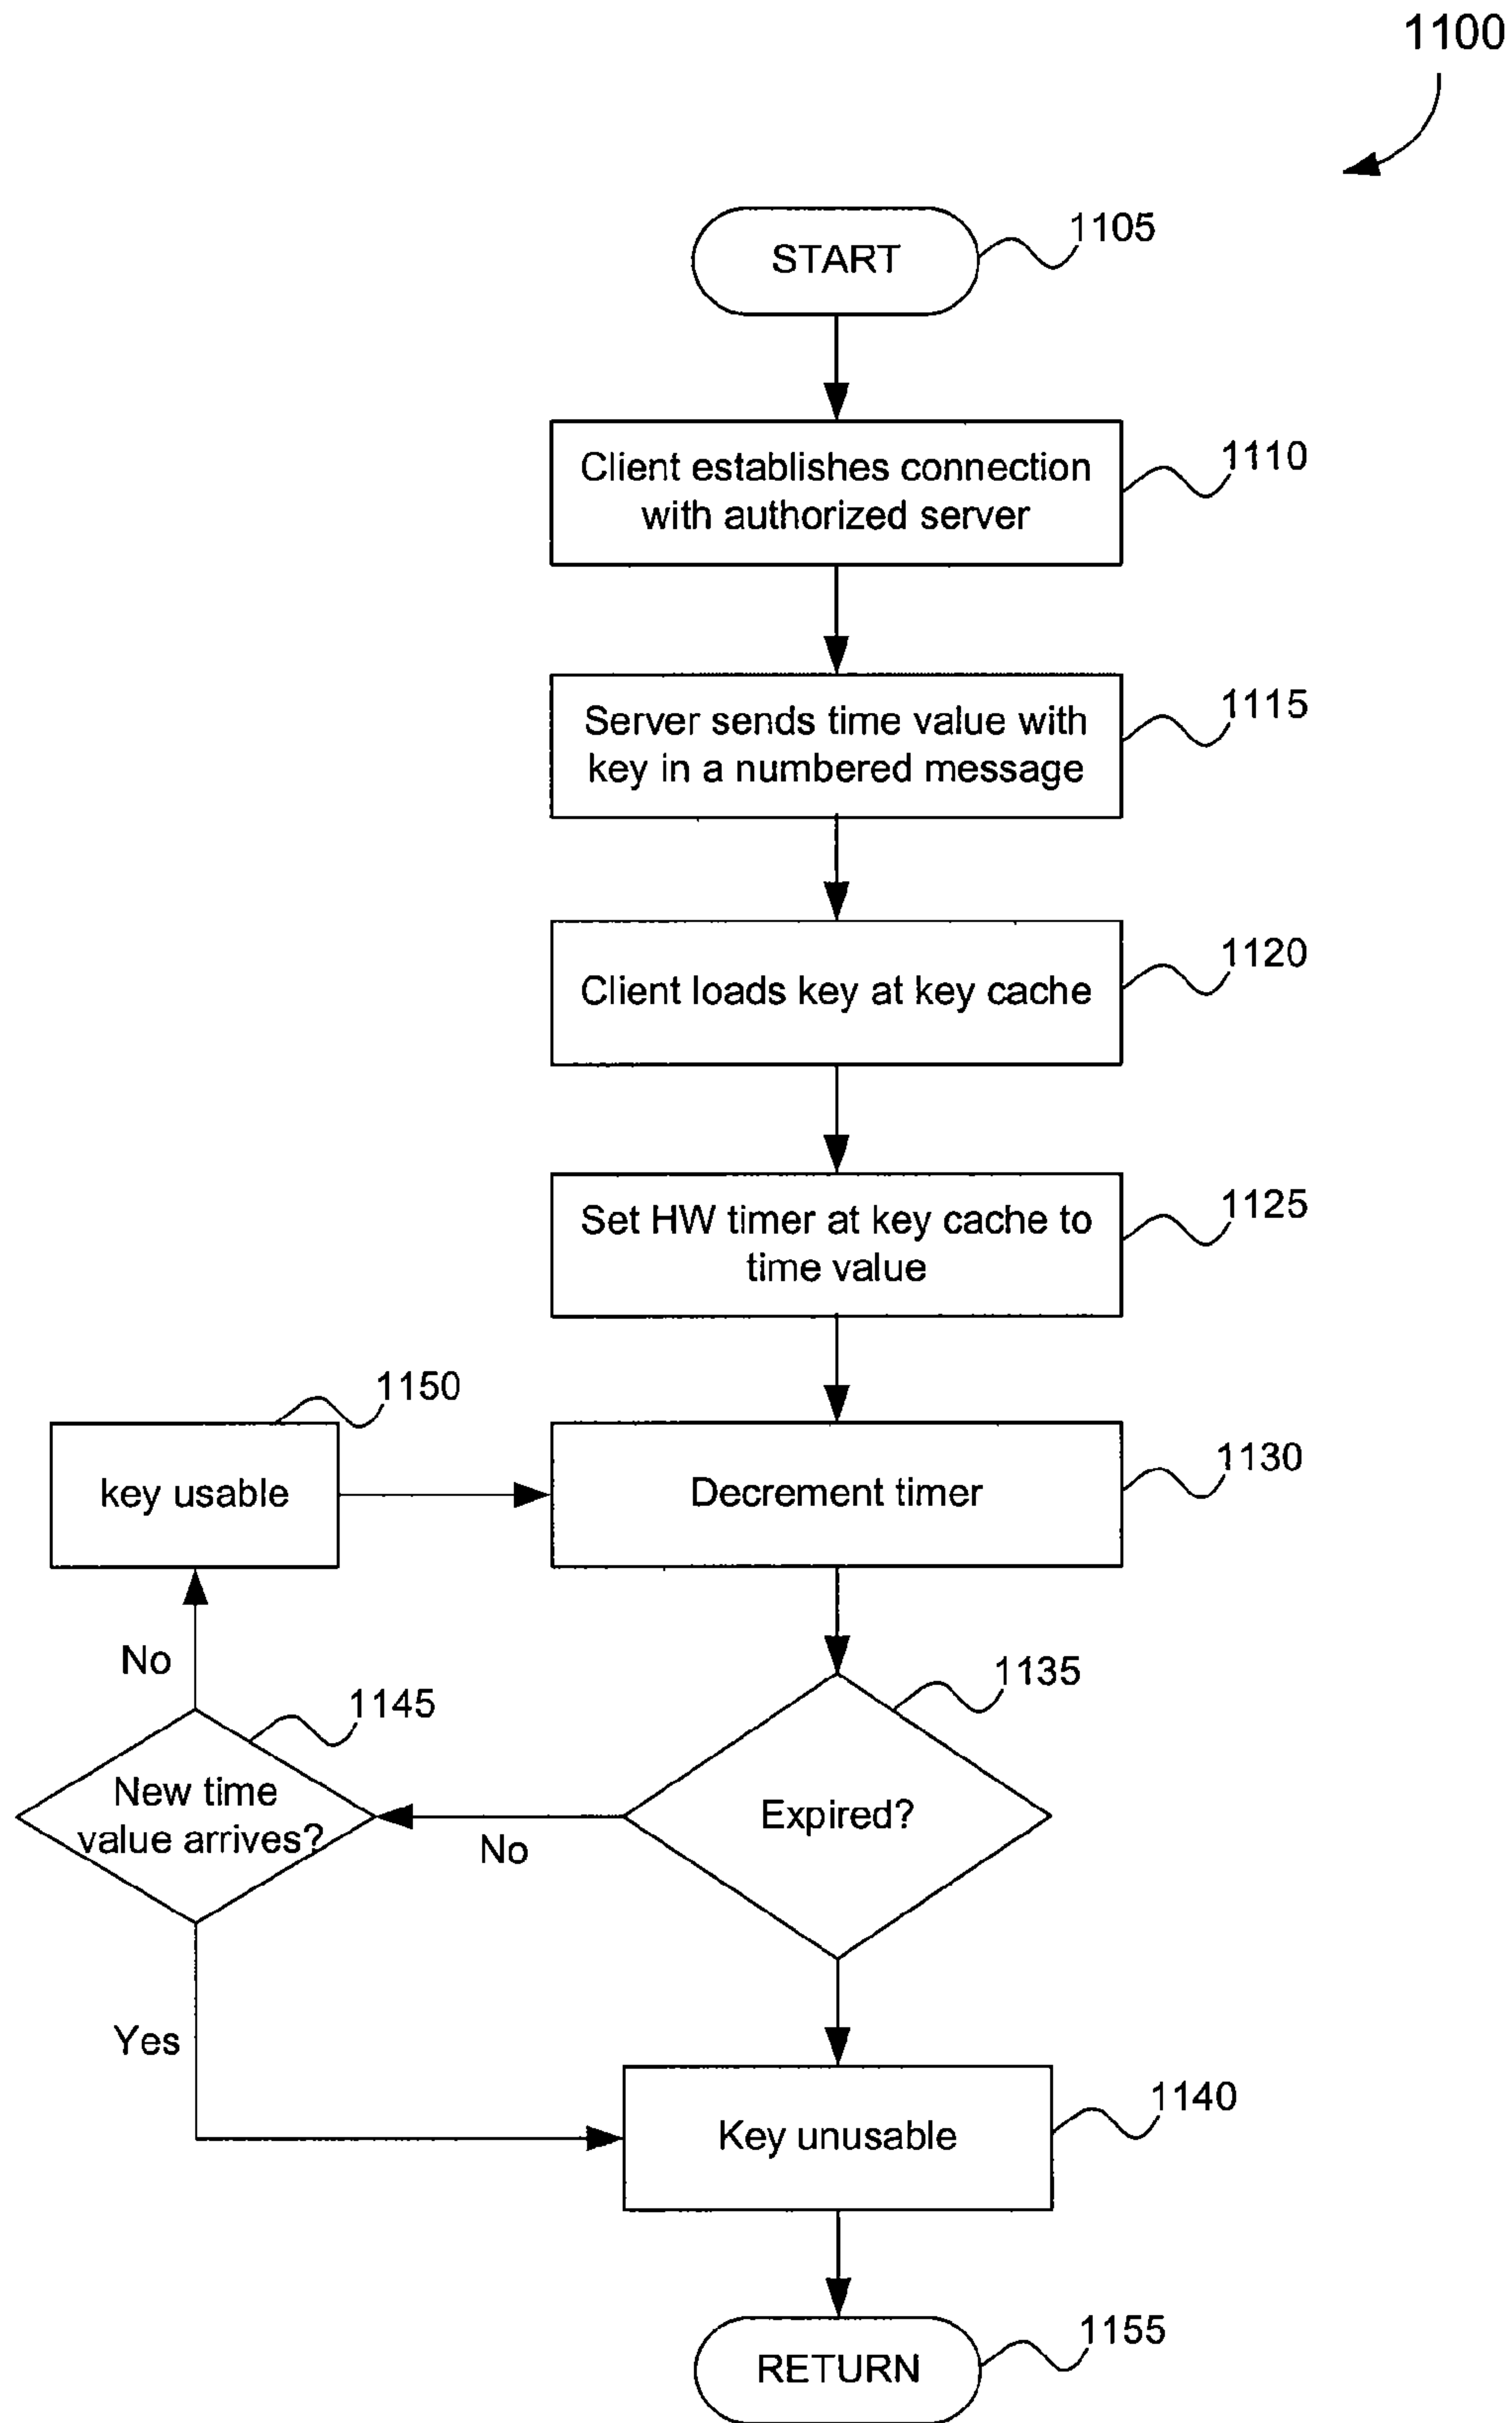 1100
START
1105
Client establishes connection
with authorized server
1110
Server sends time value with
key in a numbered message
1115
Client loads key at key cache
1120
Set HW timer at key cache to
time value
1125
1150
key usable
Decrement timer
1130
No
1135
1145
New time
value arrives?
No
Expired?
Yes
Key unusable
1140
RETURN
1155